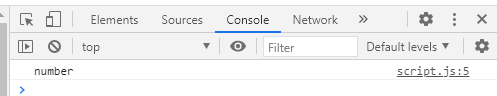 Elements Sources Console Network »
top Filter Default levels
number script.js:5
>